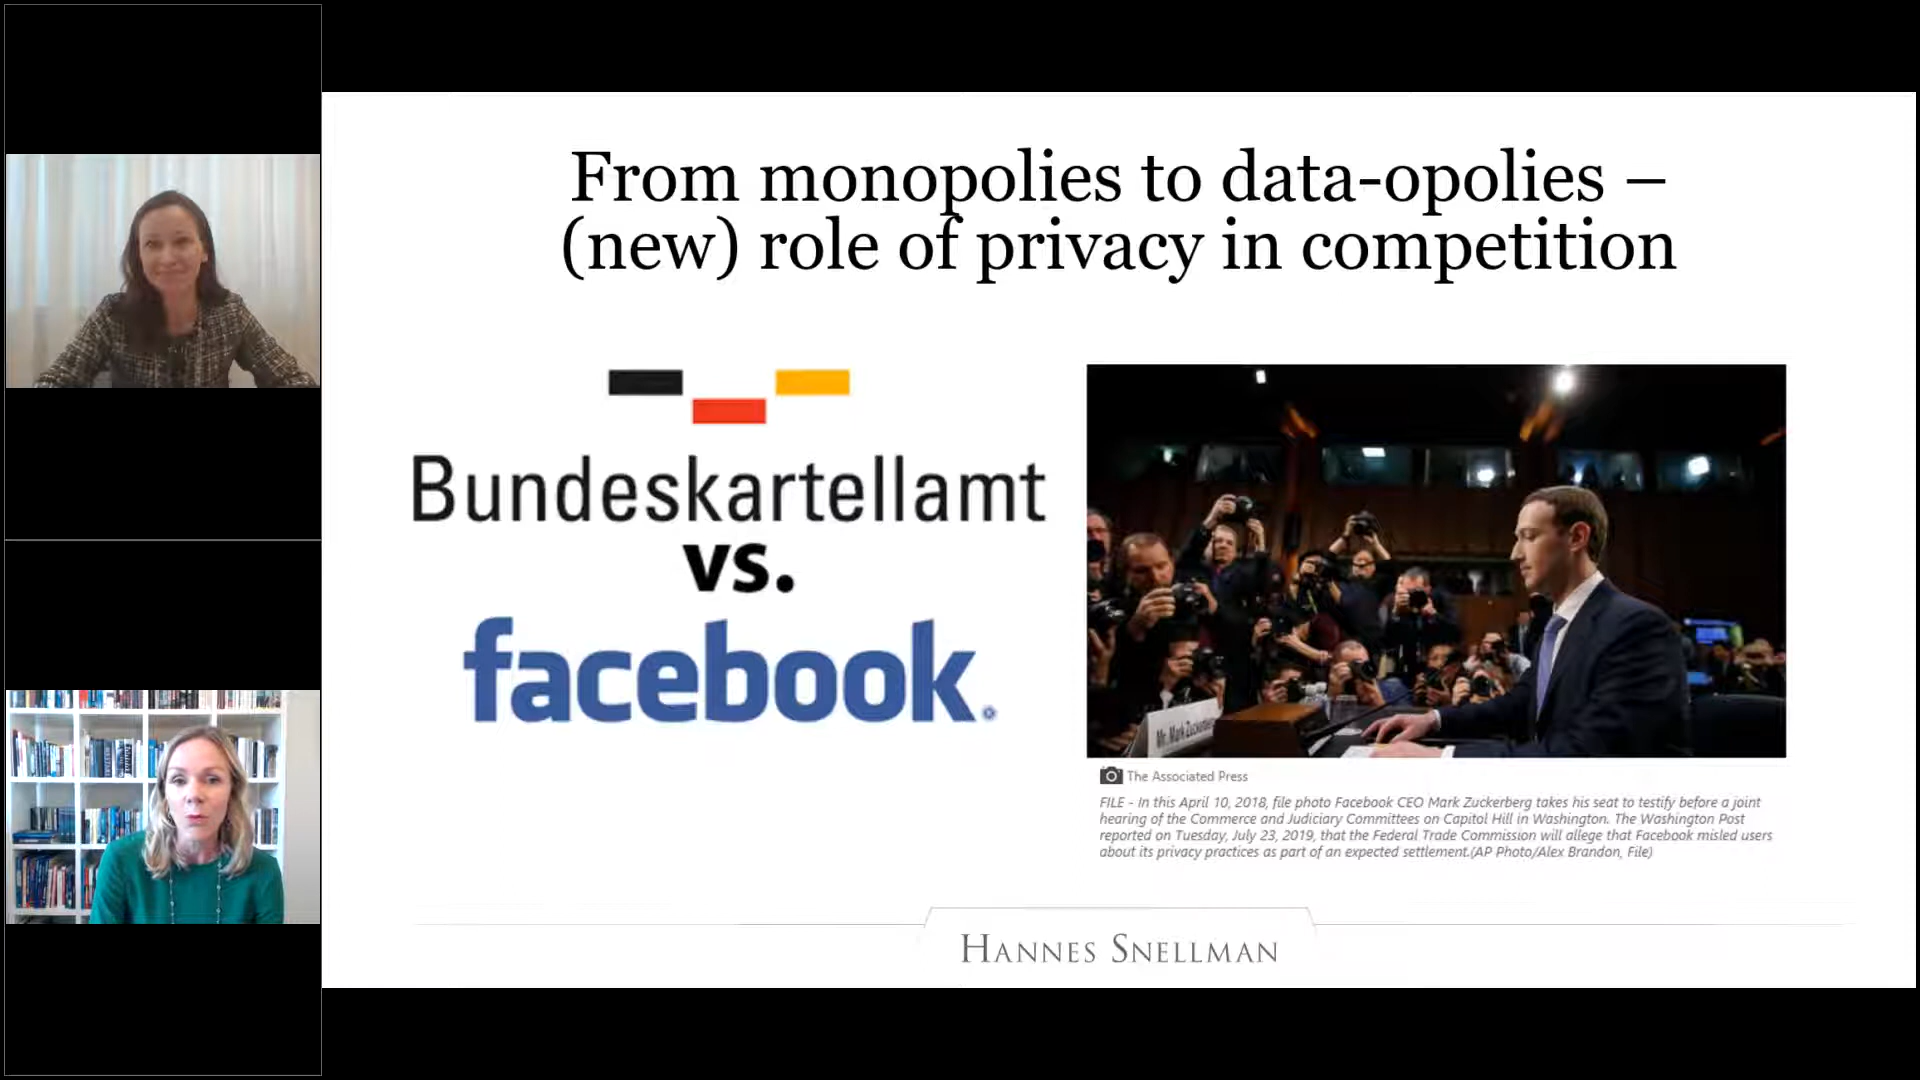 From monopolies to data-opolies –
(new) role of privacy in competition
Bundeskartellamt
vs.
facebook
Mr. Mark Zuckerberg
The Associated Press
FILE - In this April 10, 2018, file photo Facebook CEO Mark Zuckerberg takes his seat to testify before a joint
hearing of the Commerce and Judiciary Committees on Capitol Hill in Washington. The Washington Post
reported on Tuesday, July 23, 2019, that the Federal Trade Commission will allege that Facebook misled users
about its privacy practices as part of an expected settlement.(AP Photo/Alex Brandon, File)
HANNES SNELLMAN